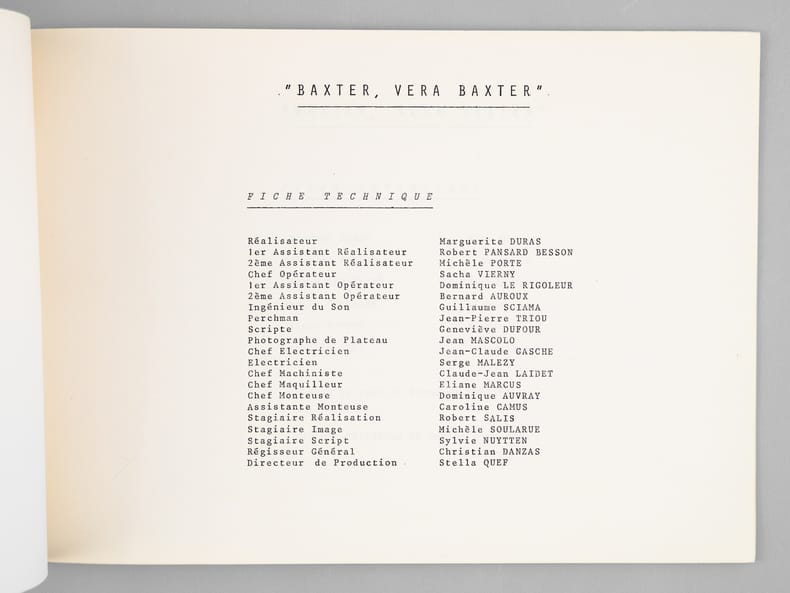 "BAXTER, VERA BAXTER"
FICHE TECHNIQUE
Réalisateur Marguerite DURAS
1er Assistant Réalisateur Robert PANSARD BESSON
2ème Assistant Réalisateur Michèle PORTE
Chef Opérateur Sacha VIERNY
1er Assistant Opérateur Dominique LE RIGOLEUR
2ème Assistant Opérateur Bernard AUROUX
Ingénieur du Son Guillaume SCIAMA
Perchman Jean-Pierre TRIOU
Scripte Geneviève DUFOUR
Photographe de Plateau Jean MASCOLO
Chef Electricien Jean-Claude GASCHE
Electricien Serge MALEZY
Chef Machiniste Claude-Jean LAIDET
Chef Maquilleur Eliane MARCUS
Chef Monteuse Dominique AUVRAY
Assistante Monteuse Caroline CAMUS
Stagiaire Réalisation Robert SALIS
Stagiaire Image Michèle SOULARUE
Stagiaire Script Sylvie NUYTTEN
Régisseur Général Christian DANZAS
Directeur de Production Stella QUEF